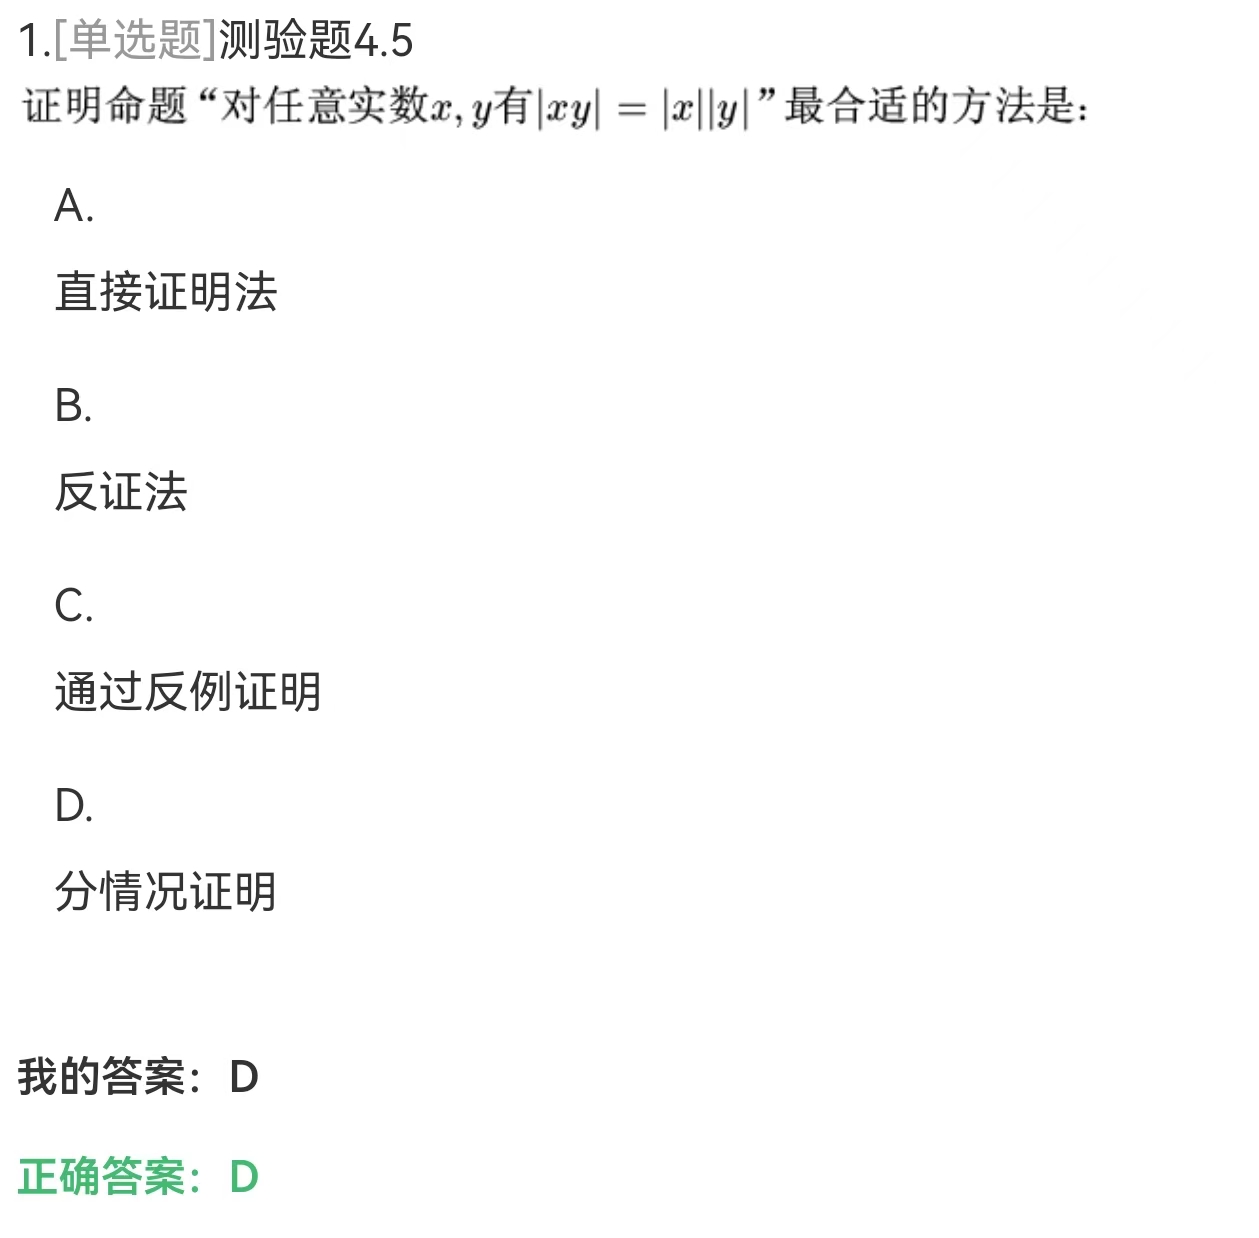 1.[单选题]测验题4.5
证明命题“对任意实数x, y有|xy| = |x||y|”最合适的方法是：
A.
直接证明法
B.
反证法
C.
通过反例证明
D.
分情况证明
我的答案：D
正确答案：D